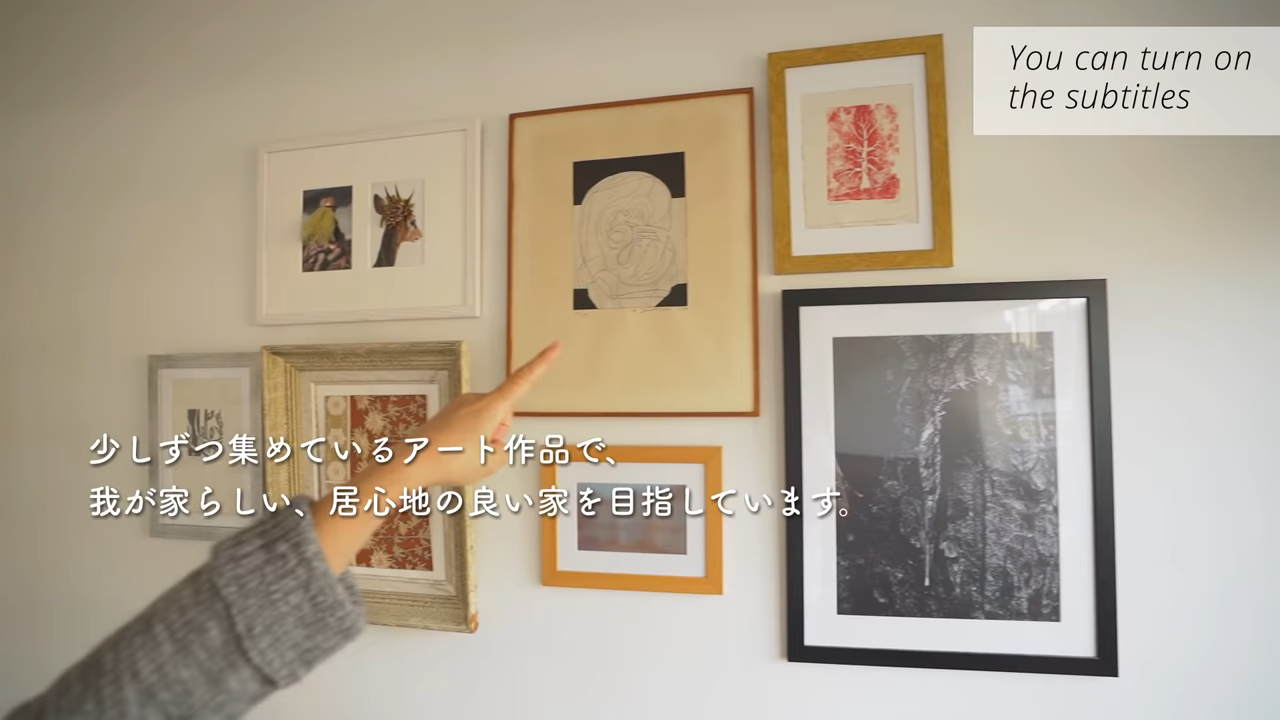 You can turn on
the subtitles
少しずつ集めているアート作品で、
我が家らしい、居心地の良い家を目指しています。